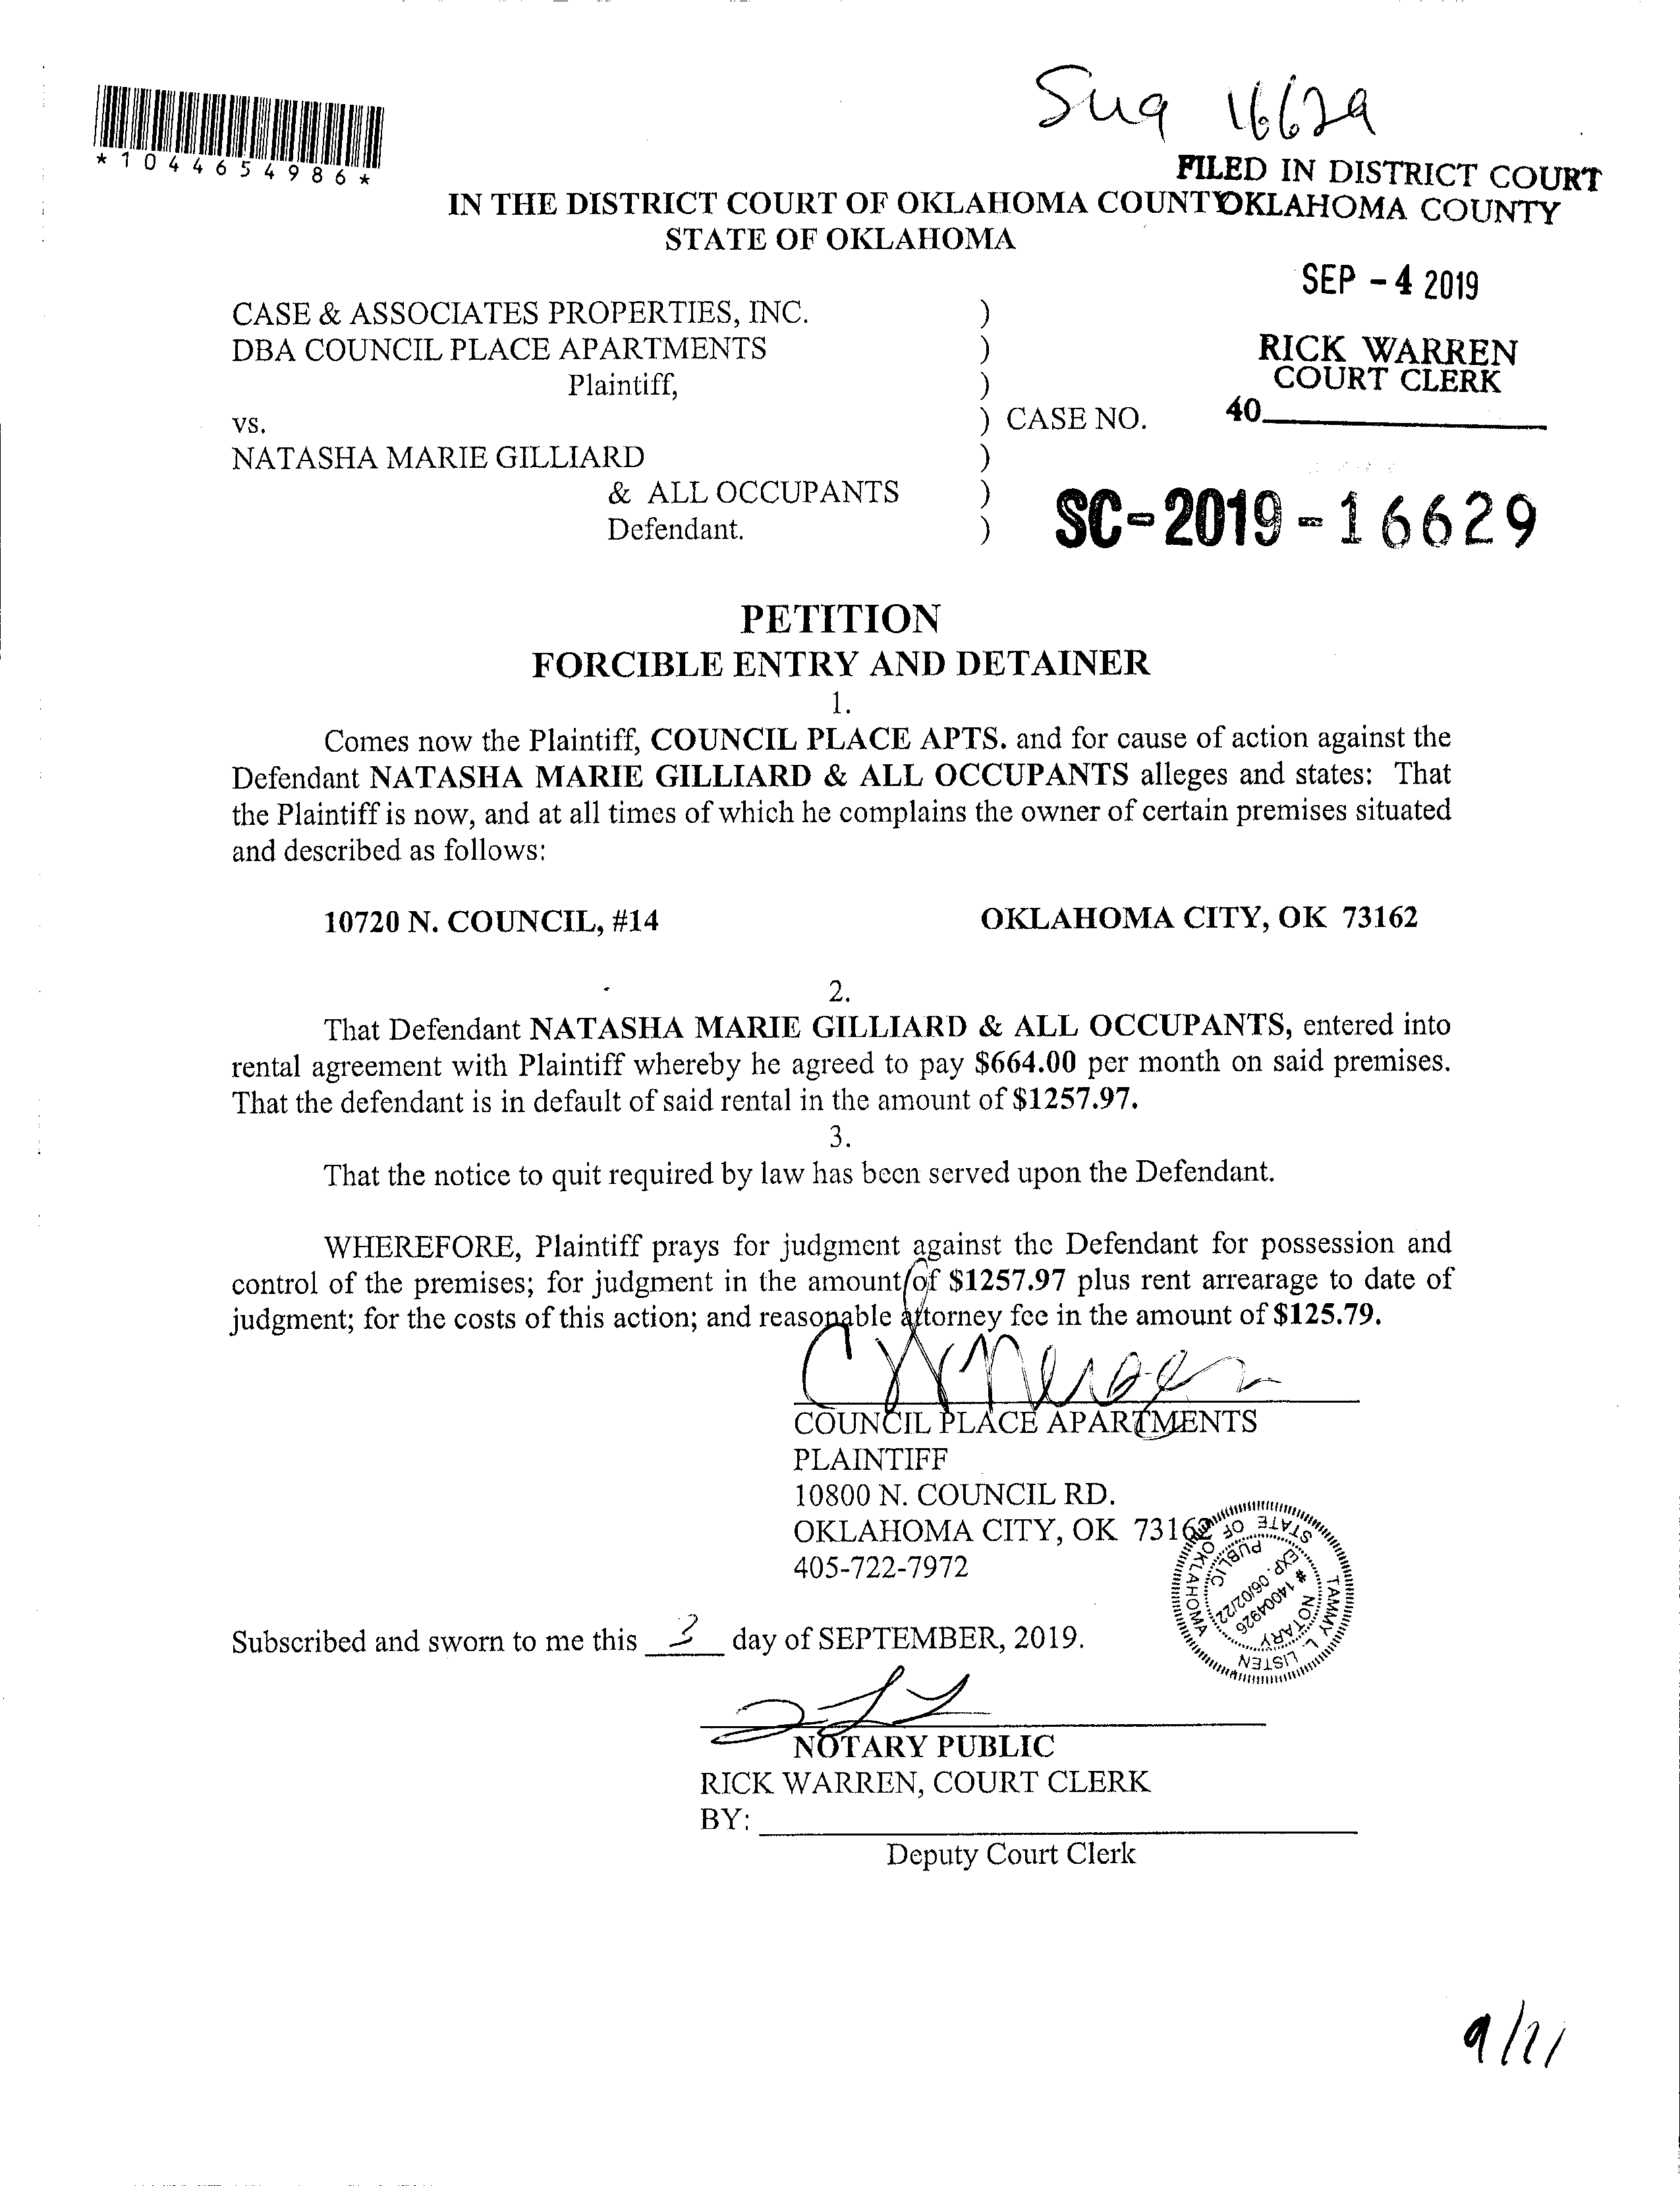 *1044654986*
FILED IN DISTRICT COURT
OKLAHOMA COUNTY
IN THE DISTRICT COURT OF OKLAHOMA COUNTY
STATE OF OKLAHOMA
SEP - 4 2019
RICK WARREN
COURT CLERK
40
CASE & ASSOCIATES PROPERTIES, INC. )
DBA COUNCIL PLACE APARTMENTS )
Plaintiff, )
vs. ) CASE NO.
NATASHA MARIE GILLIARD )
& ALL OCCUPANTS )
Defendant. )
SC-2019-16629
PETITION
FORCIBLE ENTRY AND DETAINER
1.
Comes now the Plaintiff, COUNCIL PLACE APTS. and for cause of action against the
Defendant NATASHA MARIE GILLIARD & ALL OCCUPANTS alleges and states: That
the Plaintiff is now, and at all times of which he complains the owner of certain premises situated
and described as follows:
10720 N. COUNCIL, #14 OKLAHOMA CITY, OK 73162
2.
That Defendant NATASHA MARIE GILLIARD & ALL OCCUPANTS, entered into
rental agreement with Plaintiff whereby he agreed to pay $664.00 per month on said premises.
That the defendant is in default of said rental in the amount of $1257.97.
3.
That the notice to quit required by law has been served upon the Defendant.
WHEREFORE, Plaintiff prays for judgment against the Defendant for possession and
control of the premises; for judgment in the amount of $1257.97 plus rent arrearage to date of
judgment; for the costs of this action; and reasonable attorney fee in the amount of $125.79.
COUNCIL PLACE APARTMENTS
PLAINTIFF
10800 N. COUNCIL RD.
OKLAHOMA CITY, OK 73162
405-722-7972
TAMMY L. LISTEN
STATE OF OKLAHOMA
NOTARY PUBLIC
# 14004926
EXP. 06/02/22
Subscribed and sworn to me this 3 day of SEPTEMBER, 2019.
NOTARY PUBLIC
RICK WARREN, COURT CLERK
BY:
Deputy Court Clerk